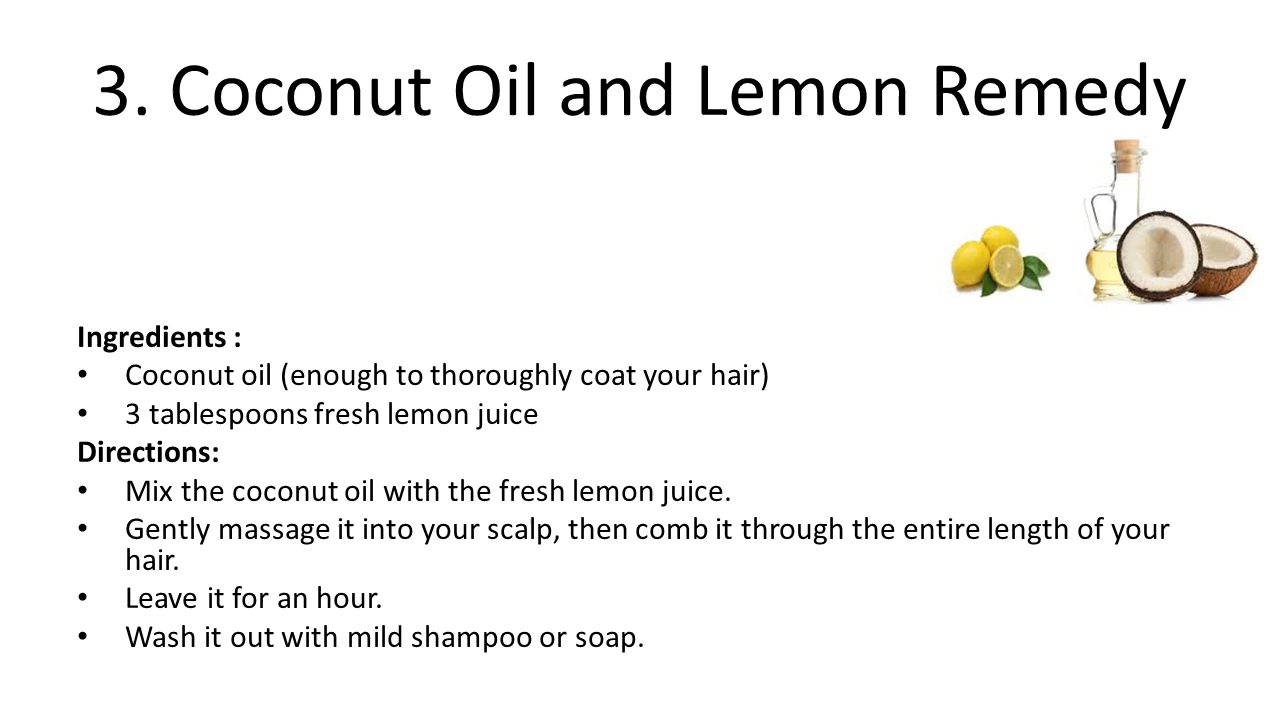 3. Coconut Oil and Lemon Remedy
Ingredients :
• Coconut oil (enough to thoroughly coat your hair)
• 3 tablespoons fresh lemon juice
Directions:
• Mix the coconut oil with the fresh lemon juice.
• Gently massage it into your scalp, then comb it through the entire length of your
hair.
• Leave it for an hour.
• Wash it out with mild shampoo or soap.